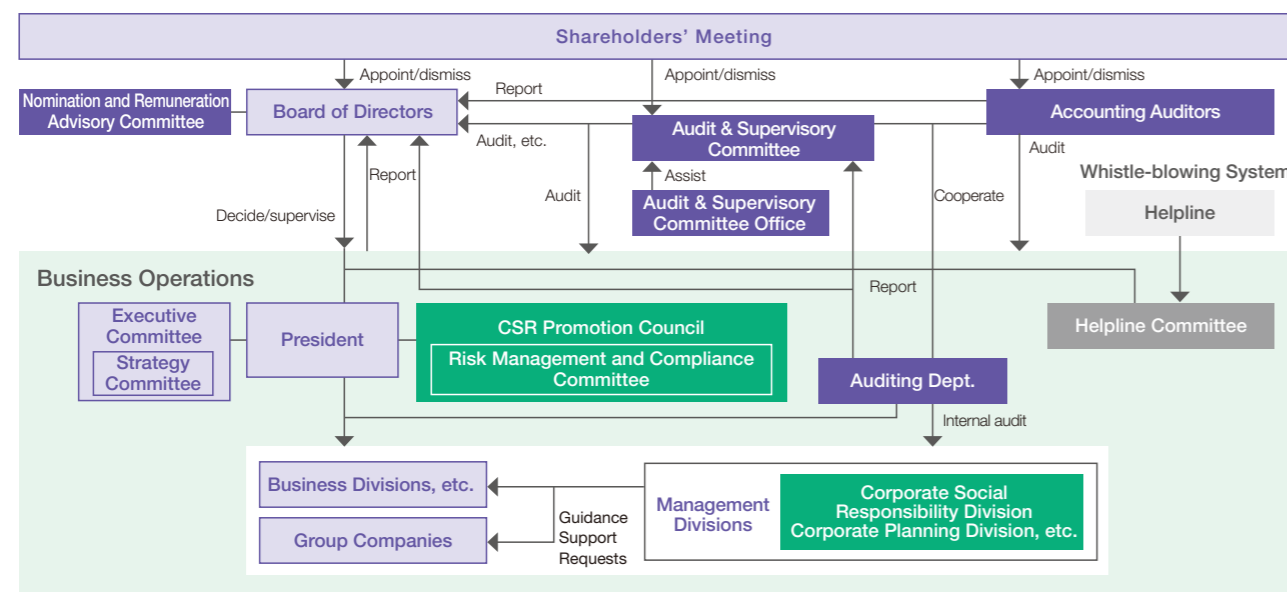 Shareholders' Meeting
Appoint/dismiss
Appoint/dismiss
Appoint/dismiss
Report
Nomination and Remuneration
Advisory Committee
Board of Directors
Accounting Auditors
Audit & Supervisory
Committee
Audit, etc.
Audit
Report
Assist
Whistle-blowing System
Audit
Cooperate
Audit & Supervisory
Committee Office
Helpline
Decide/supervise
Business Operations
Report
Executive
Committee
Strategy
Committee
President
CSR Promotion Council
Risk Management and Compliance
Committee
Helpline Committee
Auditing Dept.
Internal audit
Business Divisions, etc.
Group Companies
Guidance
Support
Requests
Management
Divisions
Corporate Social
Responsibility Division
Corporate Planning Division, etc.